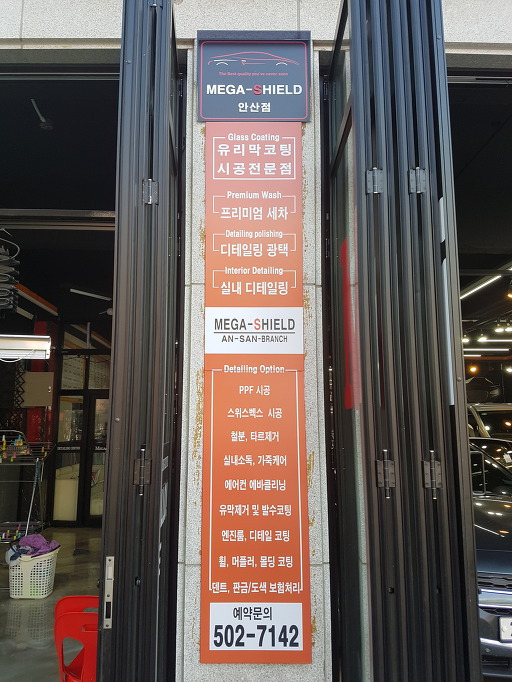 The Best quality you've never seen
MEGA-SHIELD
안산점
Glass Coating
유리막코팅
시공전문점
Premium Wash
프리미엄 세차
Detailing polishing
디테일링 광택
Interior Detailing
실내 디테일링
MEGA-SHIELD
AN-SAN-BRANCH
Detailing Option
PPF 시공
스위스벡스 시공
철분, 타르제거
실내소독, 가죽케어
에어컨 에바클리닝
유막제거 및 발수코팅
엔진룸, 디테일 코팅
휠, 머플러, 몰딩 코팅
덴트, 판금/도색 보험처리
예약문의
502-7142